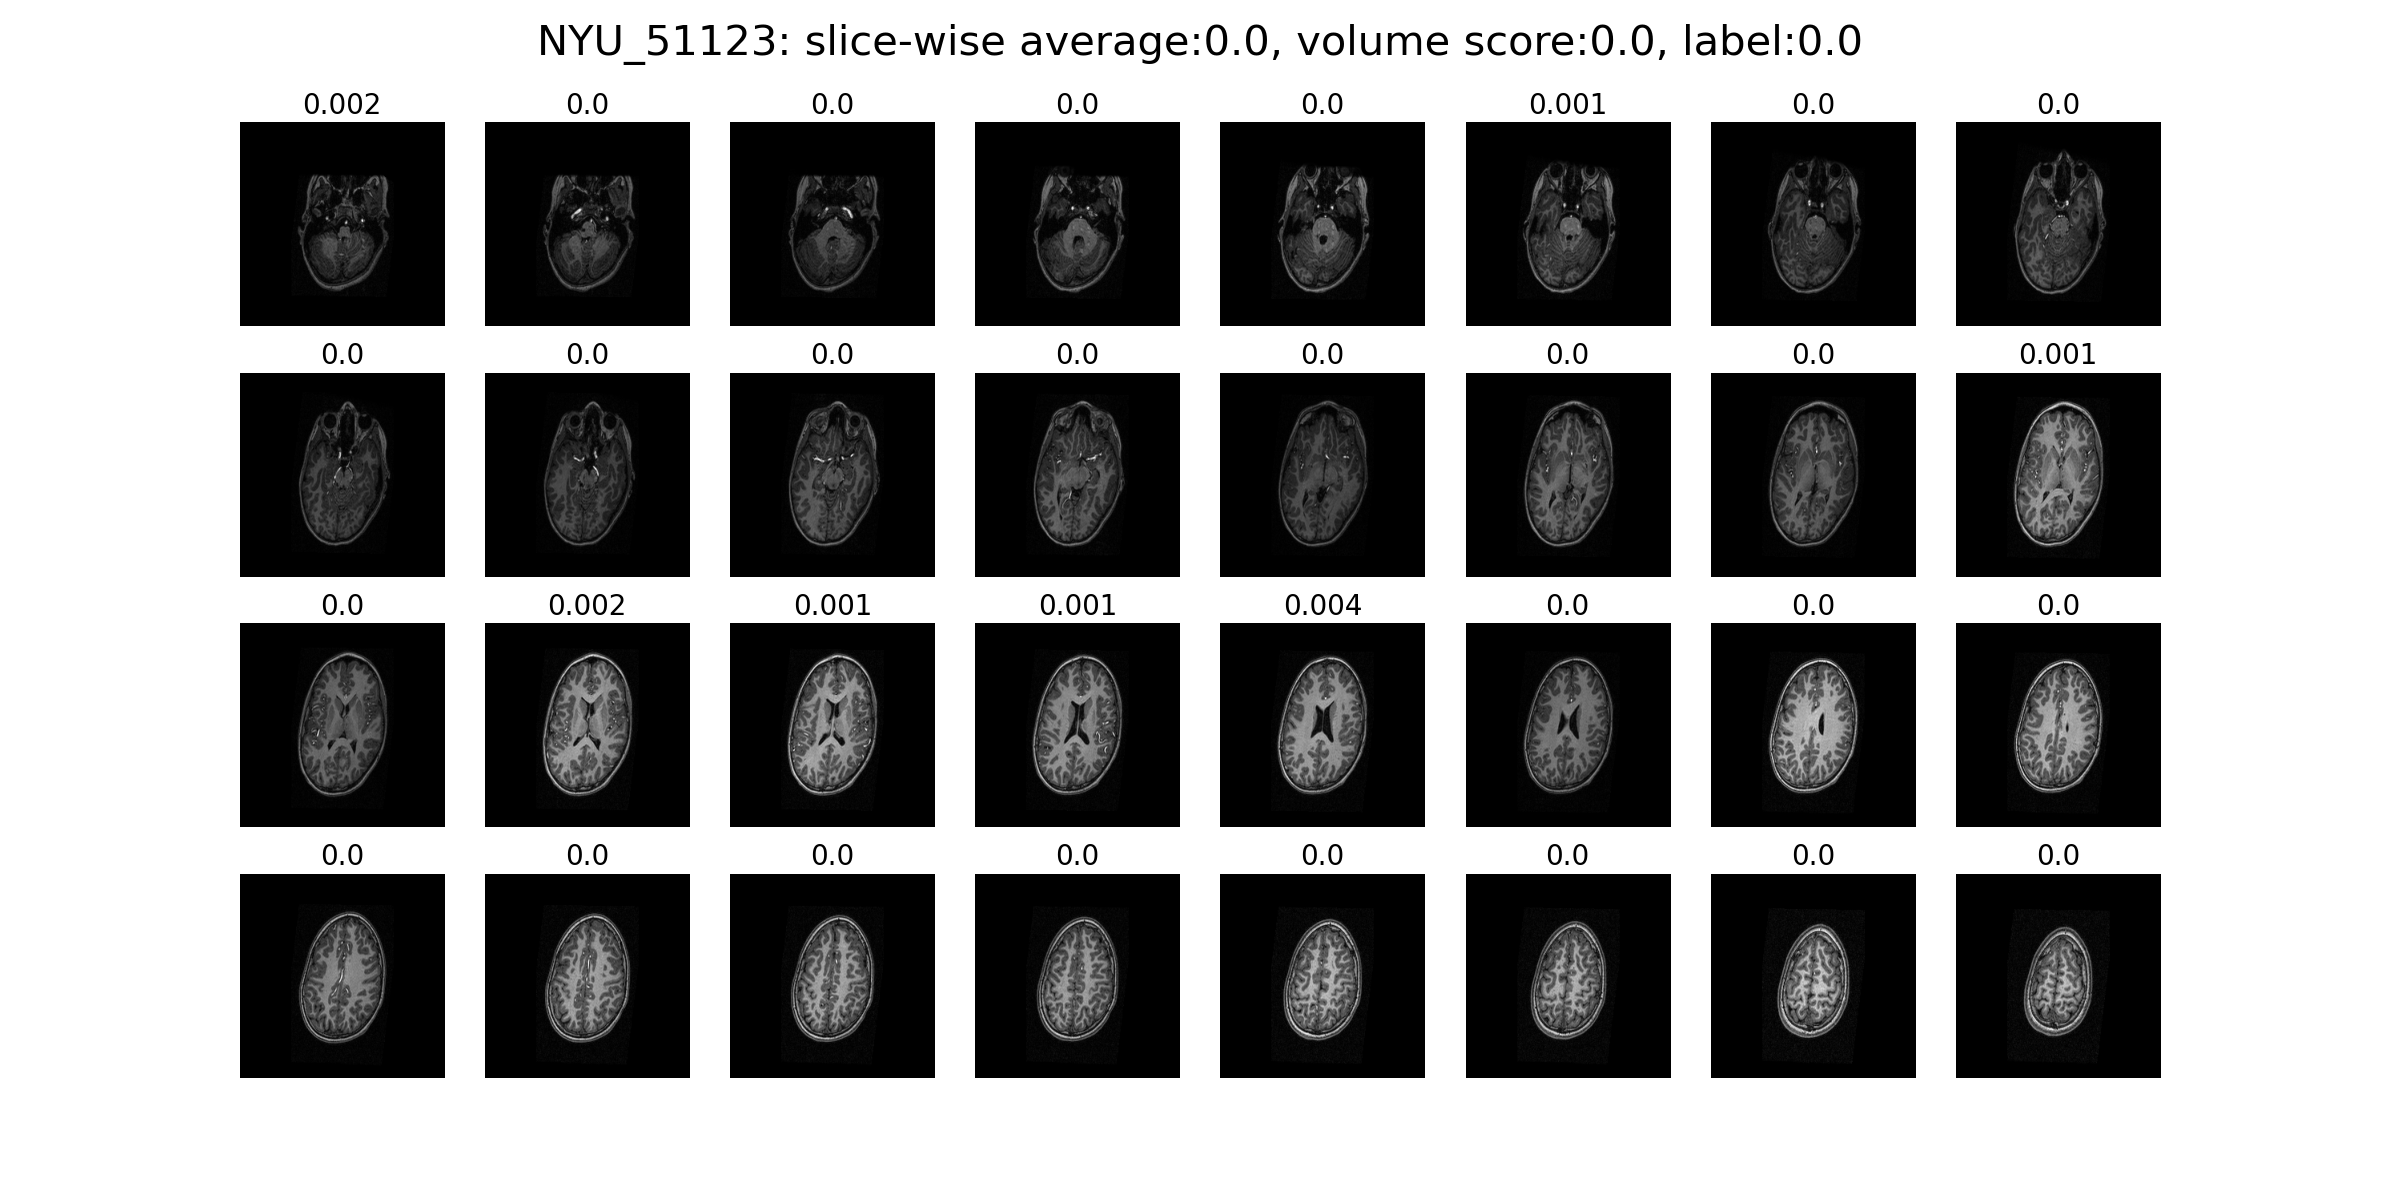 NYU_51123: slice-wise average:0.0, volume score:0.0, label:0.0
0.002 0.0 0.0 0.0 0.0 0.001 0.0 0.0
0.0 0.0 0.0 0.0 0.0 0.0 0.0 0.001
0.0 0.002 0.001 0.001 0.004 0.0 0.0 0.0
0.0 0.0 0.0 0.0 0.0 0.0 0.0 0.0